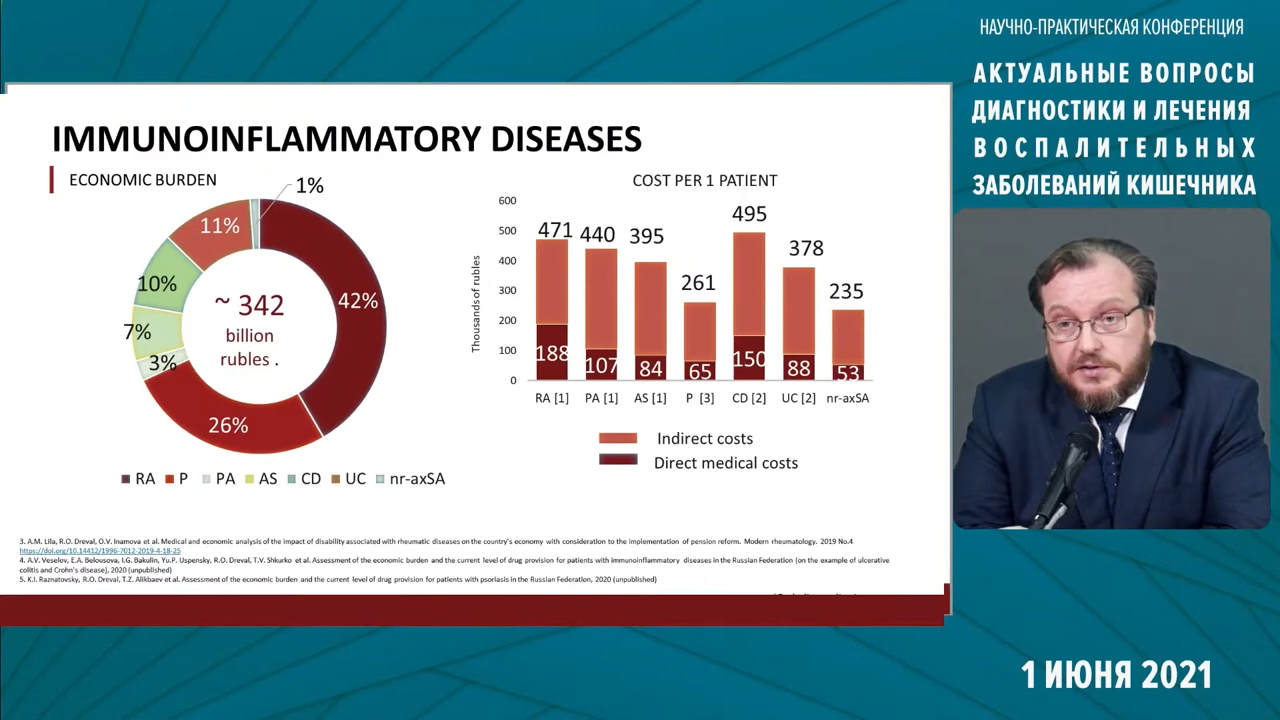 НАУЧНО-ПРАКТИЧЕСКАЯ КОНФЕРЕНЦИЯ
АКТУАЛЬНЫЕ ВОПРОСЫ
ДИАГНОСТИКИ И ЛЕЧЕНИЯ
ВОСПАЛИТЕЛЬНЫХ
ЗАБОЛЕВАНИЙ КИШЕЧНИКА
IMMUNOINFLAMMATORY DISEASES
ECONOMIC BURDEN
1%
11%
10%
7%
3%
26%
42%
~ 342
billion
rubles .
RA P PA AS CD UC nr-axSA
COST PER 1 PATIENT
Thousands of rubles
600
500
400
300
200
100
0
471 440 395 261 495 378 235
188 107 84 65 150 88 53
RA [1] PA [1] AS [1] P [3] CD [2] UC [2] nr-axSA
Indirect costs
Direct medical costs
3. A.M. Lila, R.O. Dreval, O.V. Inamova et al. Medical and economic analysis of the impact of disability associated with rheumatic diseases on the country's economy with consideration to the implementation of pension reform. Modern rheumatology. 2019 No.4
https://doi.org/10.14412/1996-7012-2019-4-18-25
4. A.V. Veselov, E.A. Belousova, I.G. Bakulin, Yu.P. Uspensky, R.O. Dreval, T.V. Shkurko et al. Assessment of the economic burden and the current level of drug provision for patients with immunoinflammatory diseases in the Russian Federation (on the example of ulcerative
colitis and Crohn's disease), 2020 (unpublished)
5. K.I. Raznatovsky, R.O. Dreval, T.Z. Alikbaev et al. Assessment of the economic burden and the current level of drug provision for patients with psoriasis in the Russian Federation, 2020 (unpublished)
1 ИЮНЯ 2021